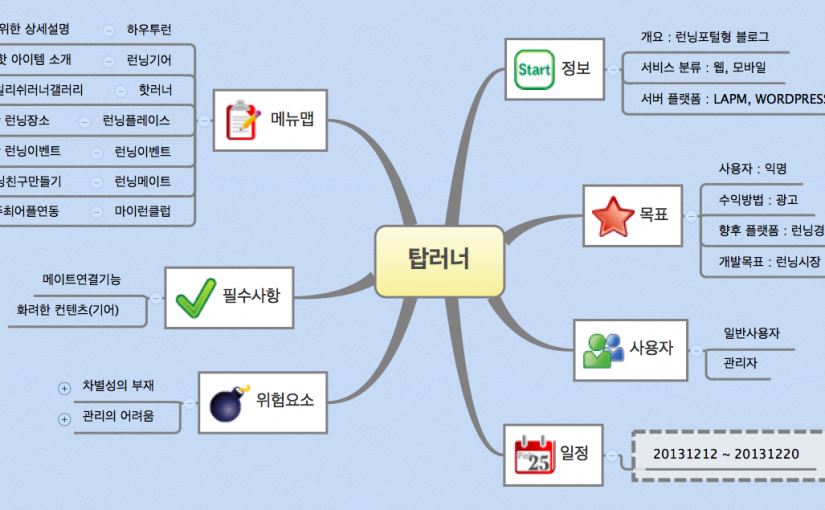 탑러너
메뉴맵
하우투런
위한 상세설명
런닝기어
핫 아이템 소개
핫러너
일리쉬러너갤러리
런닝플레이스
런닝장소
런닝이벤트
런닝이벤트
런닝메이트
닝친구만들기
마이런클럽
주최어플연동
필수사항
메이트연결기능
화려한 컨텐츠(기어)
위험요소
차별성의 부재
관리의 어려움
Start
정보
개요 : 런닝포털형 블로그
서비스 분류 : 웹, 모바일
서버 플랫폼 : LAPM, WORDPRESS
목표
사용자 : 익명
수익방법 : 광고
향후 플랫폼 : 런닝경
개발목표 : 런닝시장
사용자
일반사용자
관리자
25
일정
20131212 ~ 20131220